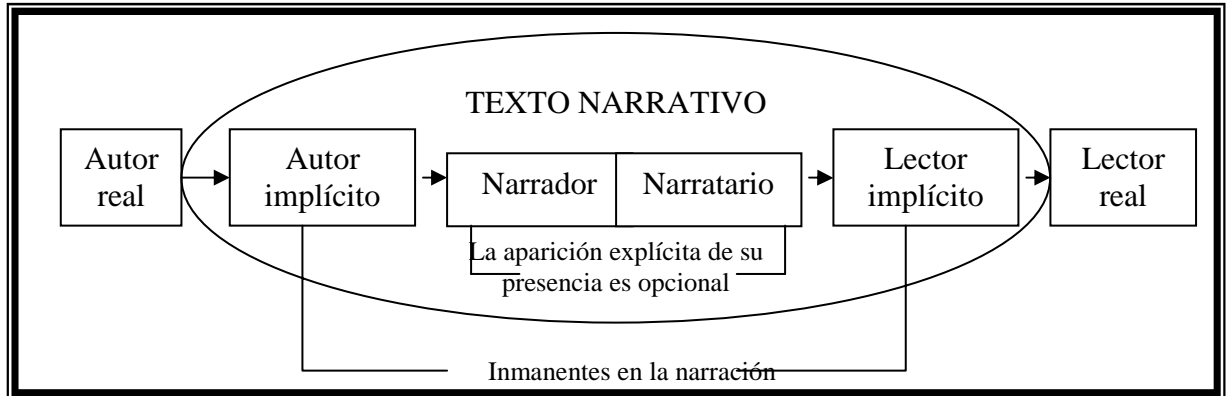 TEXTO NARRATIVO
Autor
real
Autor
implícito
Narrador
Narratario
Lector
implícito
Lector
real
La aparición explícita de su
presencia es opcional
Inmanentes en la narración